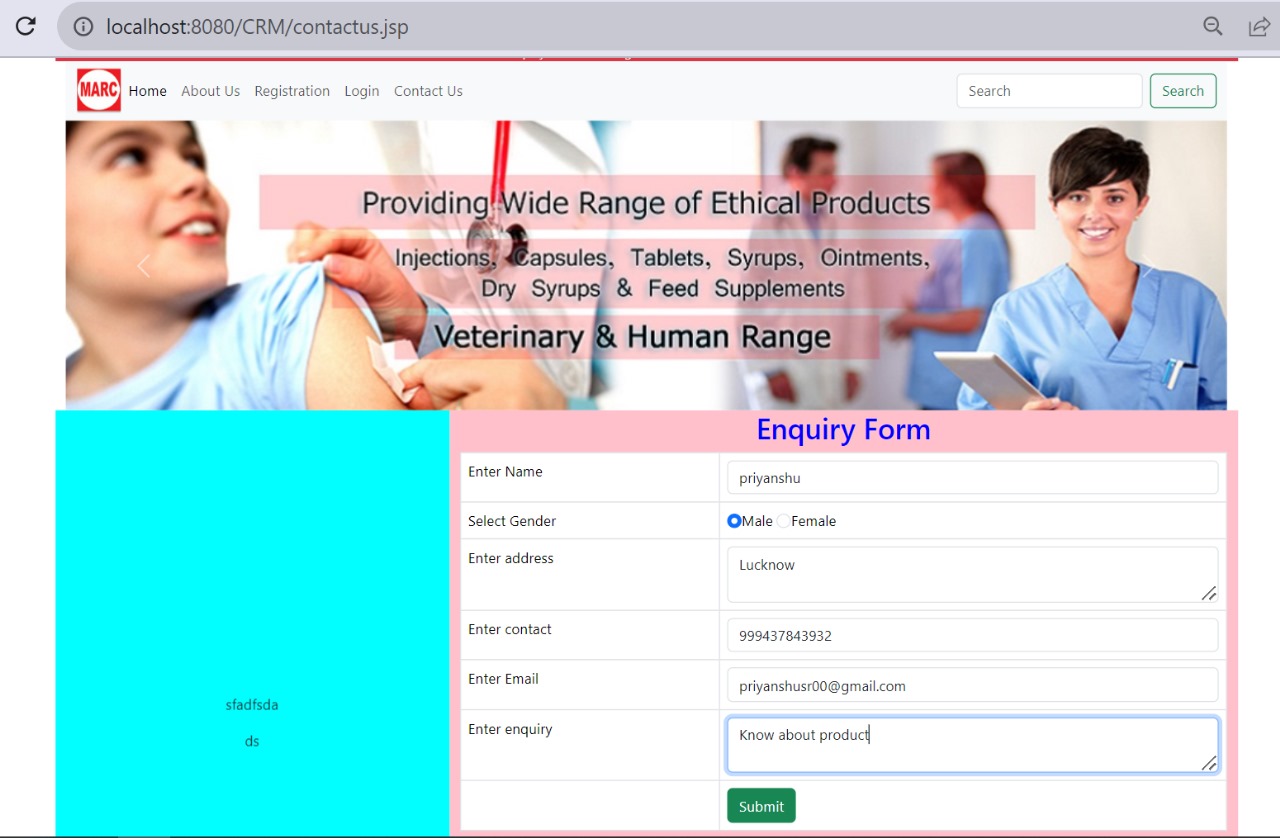 localhost:8080/CRM/contactus.jsp
MARC Home About Us Registration Login Contact Us Search Search
Providing Wide Range of Ethical Products
Injections, Capsules, Tablets, Syrups, Ointments,
Dry Syrups & Feed Supplements
Veterinary & Human Range
Enquiry Form
Enter Name priyanshu
Select Gender Male Female
Enter address Lucknow
Enter contact 999437843932
Enter Email priyanshusr00@gmail.com
sfadfsda
Enter enquiry Know about product
ds
Submit